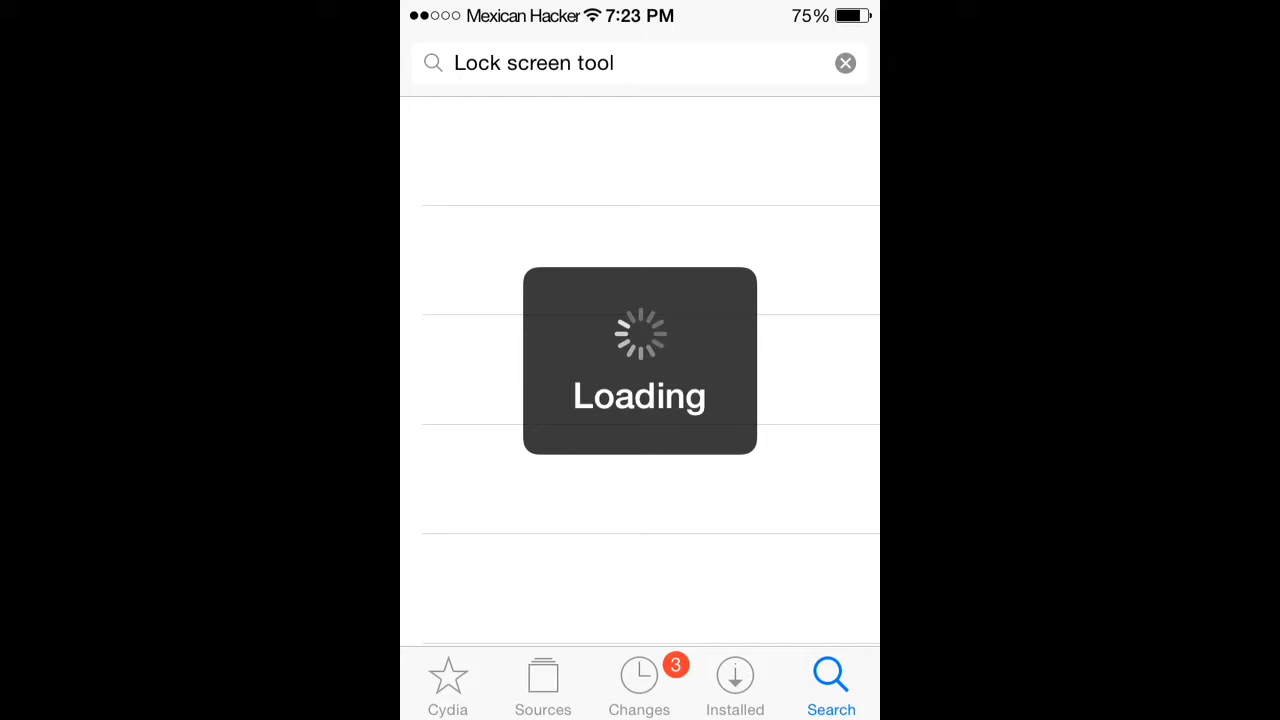 Mexican Hacker 7:23 PM 75%
Lock screen tool
Loading
3
Cydia Sources Changes Installed Search